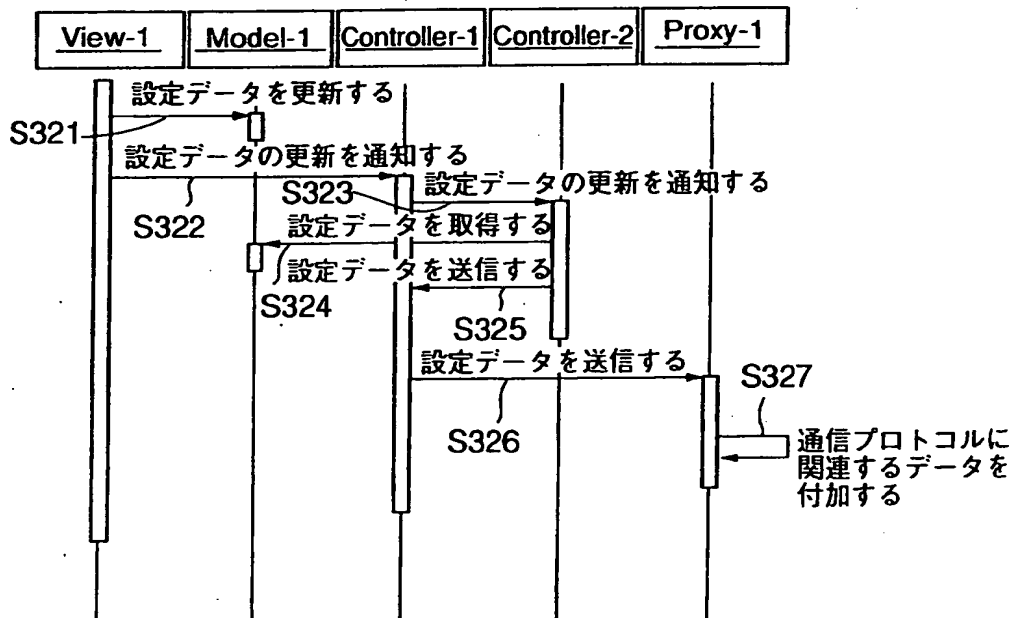 View-1
Model-1
Controller-1
Controller-2
Proxy-1
設定データを更新する
S321
設定データの更新を通知する
S322
S323
設定データの更新を通知する
設定データを取得する
S324
設定データを送信する
S325
設定データを送信する
S326
S327
通信プロトコルに
関連するデータを
付加する